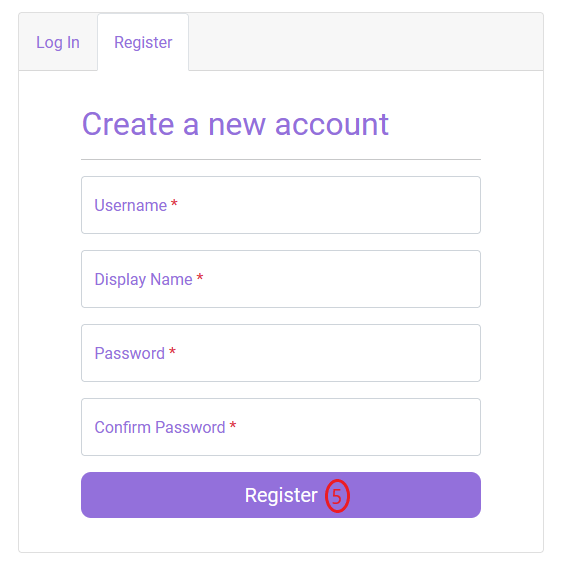 Log In Register
Create a new account
Username *
Display Name *
Password *
Confirm Password *
Register 5